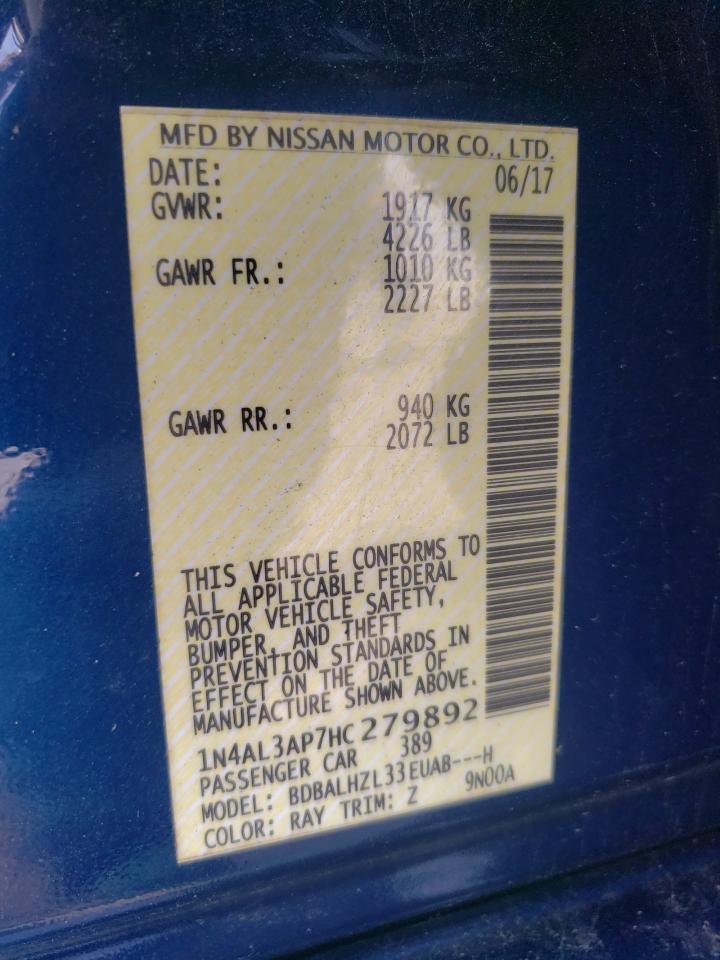 MFD BY NISSAN MOTOR CO., LTD.
DATE: 06/17
GVWR: 1917 KG
4226 LB
GAWR FR.: 1010 KG
2227 LB
GAWR RR.: 940 KG
2072 LB
THIS VEHICLE CONFORMS TO
ALL APPLICABLE FEDERAL
MOTOR VEHICLE SAFETY,
BUMPER, AND THEFT
PREVENTION STANDARDS IN
EFFECT ON THE DATE OF
MANUFACTURE SHOWN ABOVE.
1N4AL3AP7HC279892
PASSENGER CAR 389
MODEL: BDBALHZL33EUAB---H
COLOR: RAY TRIM: Z 9N00A